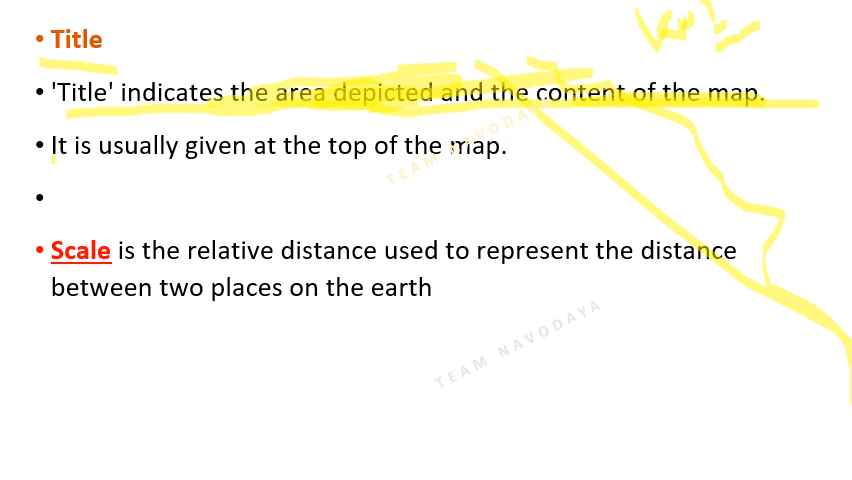 • Title
• 'Title' indicates the area depicted and the content of the map.
• It is usually given at the top of the map.
TEAM NAVODAYA
•
• Scale is the relative distance used to represent the distance
between two places on the earth
TEAM NAVODAYA